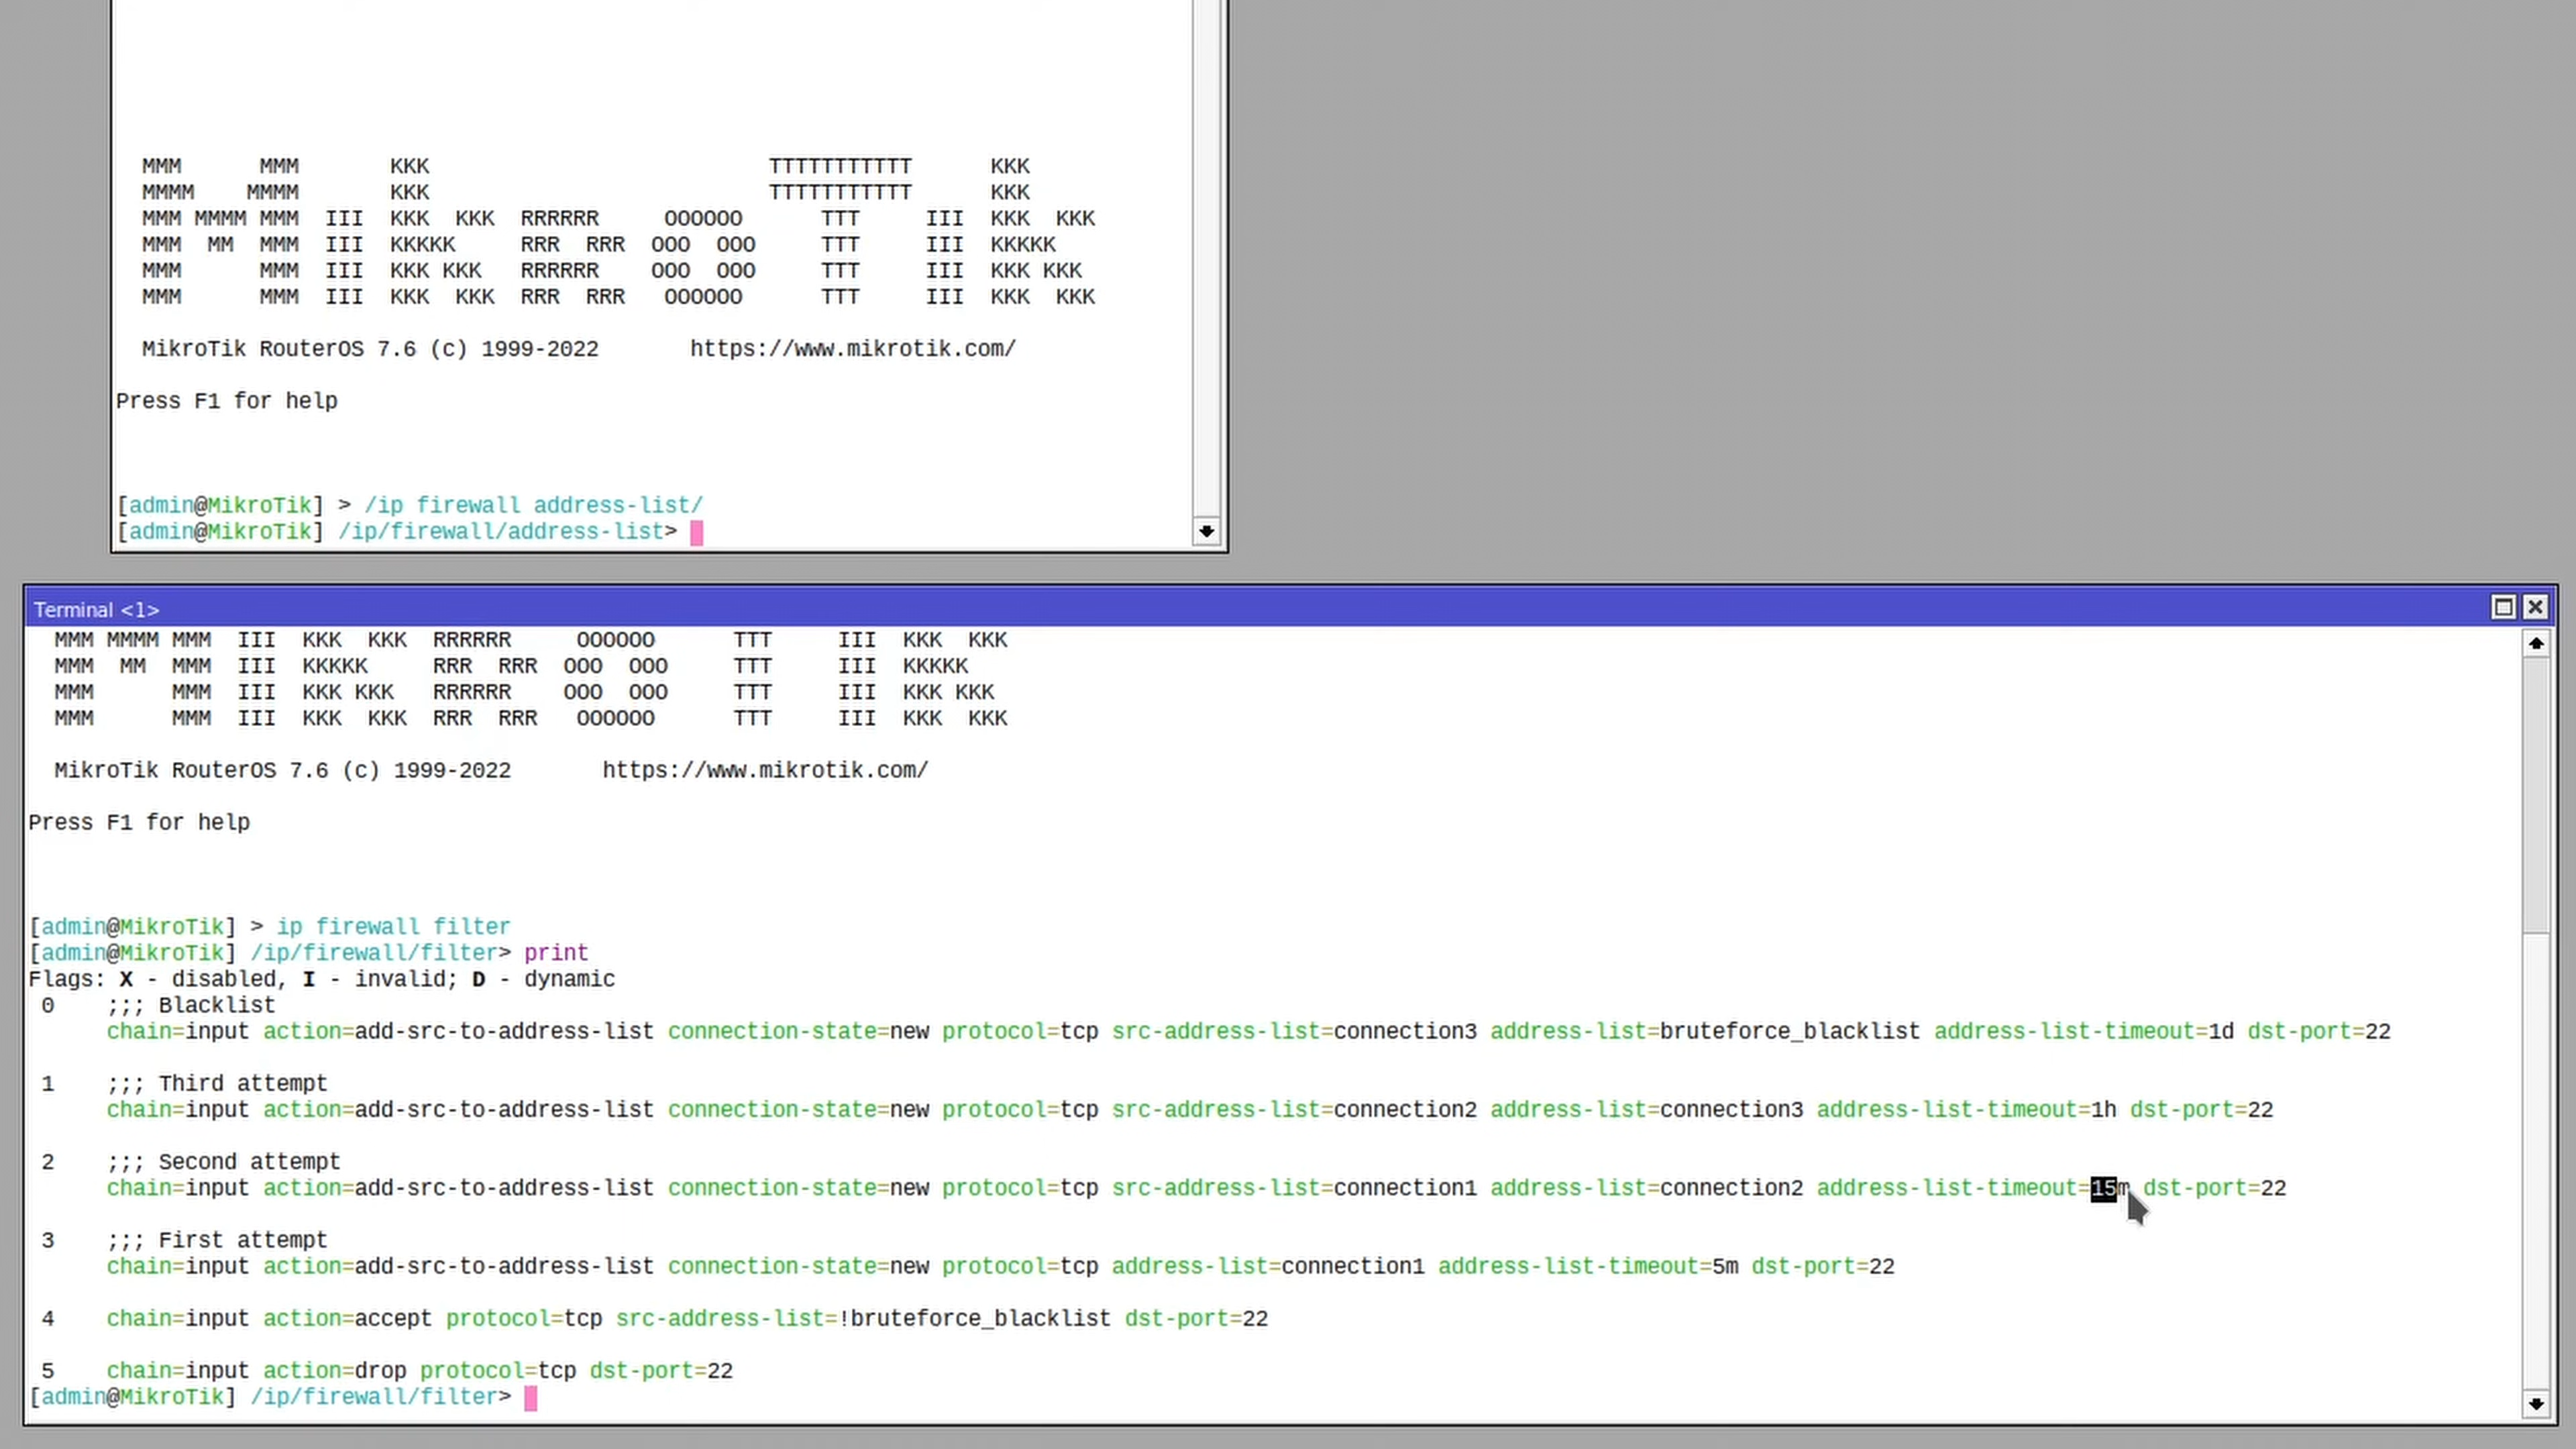 MMM      MMM       KKK                          TTTTTTTTTTT      KKK
MMMM    MMMM       KKK                          TTTTTTTTTTT      KKK
MMM MMMM MMM  III  KKK  KKK  RRRRRR     OOOOOO      TTT     III  KKK  KKK
MMM  MM  MMM  III  KKKKK     RRR  RRR  OOO  OOO     TTT     III  KKKKK
MMM      MMM  III  KKK KKK   RRRRRR    OOO  OOO     TTT     III  KKK KKK
MMM      MMM  III  KKK  KKK  RRR  RRR   OOOOOO      TTT     III  KKK  KKK
MikroTik RouterOS 7.6 (c) 1999-2022       https://www.mikrotik.com/
Press F1 for help
[admin@MikroTik] > /ip firewall address-list/
[admin@MikroTik] /ip/firewall/address-list>
Terminal <1>
MMM MMMM MMM  III  KKK  KKK  RRRRRR     OOOOOO      TTT     III  KKK  KKK
MMM  MM  MMM  III  KKKKK     RRR  RRR  OOO  OOO     TTT     III  KKKKK
MMM      MMM  III  KKK KKK   RRRRRR    OOO  OOO     TTT     III  KKK KKK
MMM      MMM  III  KKK  KKK  RRR  RRR   OOOOOO      TTT     III  KKK  KKK
MikroTik RouterOS 7.6 (c) 1999-2022       https://www.mikrotik.com/
Press F1 for help
[admin@MikroTik] > ip firewall filter
[admin@MikroTik] /ip/firewall/filter> print
Flags: X - disabled, I - invalid; D - dynamic
0    ;;; Blacklist
chain=input action=add-src-to-address-list connection-state=new protocol=tcp src-address-list=connection3 address-list=bruteforce_blacklist address-list-timeout=1d dst-port=22
1    ;;; Third attempt
chain=input action=add-src-to-address-list connection-state=new protocol=tcp src-address-list=connection2 address-list=connection3 address-list-timeout=1h dst-port=22
2    ;;; Second attempt
chain=input action=add-src-to-address-list connection-state=new protocol=tcp src-address-list=connection1 address-list=connection2 address-list-timeout=15m dst-port=22
3    ;;; First attempt
chain=input action=add-src-to-address-list connection-state=new protocol=tcp address-list=connection1 address-list-timeout=5m dst-port=22
4    chain=input action=accept protocol=tcp src-address-list=!bruteforce_blacklist dst-port=22
5    chain=input action=drop protocol=tcp dst-port=22
[admin@MikroTik] /ip/firewall/filter>